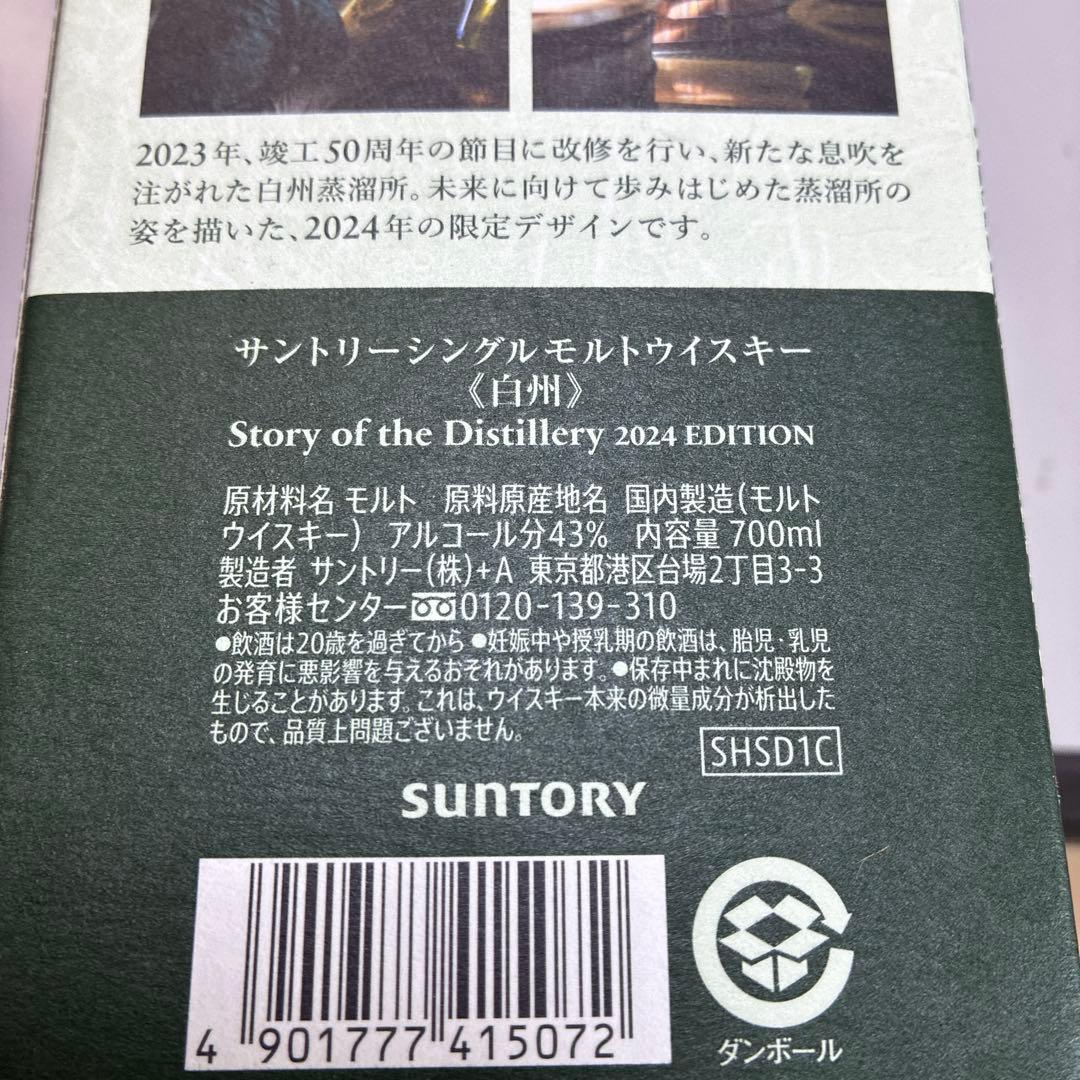 2023年、竣工50周年の節目に改修を行い、新たな息吹を
注がれた白州蒸溜所。未来に向けて歩みはじめた蒸溜所の
姿を描いた、2024年の限定デザインです。
サントリーシングルモルトウイスキー
《白州》
Story of the Distillery 2024 EDITION
原材料名 モルト　原料原産地名 国内製造(モルト
ウイスキー)　アルコール分43%　内容量 700ml
製造者 サントリー(株)+A 東京都港区台場2丁目3-3
お客様センター 0120-139-310
●飲酒は20歳を過ぎてから ●妊娠中や授乳期の飲酒は、胎児・乳児
の発育に悪影響を与えるおそれがあります。●保存中まれに沈殿物を
生じることがあります。これは、ウイスキー本来の微量成分が析出した
もので、品質上問題ございません。
SHSD1C
SUNTORY
4 901777 415072
ダンボール